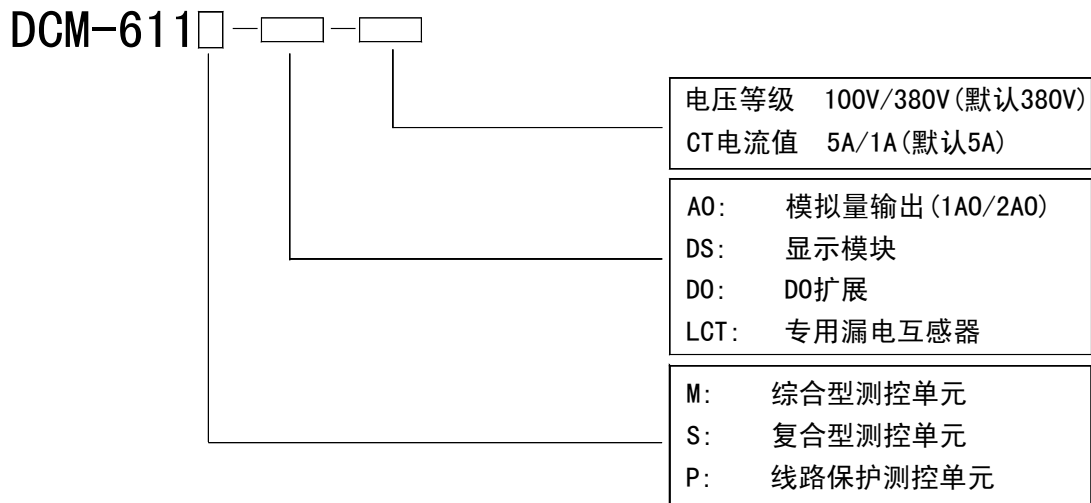 DCM-611□-□-□
电压等级 100V/380V(默认380V)
CT电流值 5A/1A(默认5A)
AO: 模拟量输出(1AO/2AO)
DS: 显示模块
DO: DO扩展
LCT: 专用漏电互感器
M: 综合型测控单元
S: 复合型测控单元
P: 线路保护测控单元